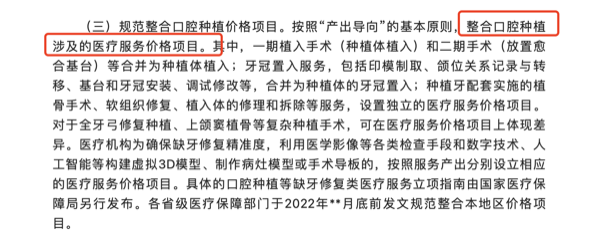 （三）规范整合口腔种植价格项目。按照“产出导向”的基本原则，整合口腔种植
涉及的医疗服务价格项目。其中，一期植入手术（种植体植入）和二期手术（放置愈
合基台）等合并为种植体植入；牙冠置入服务，包括印模制取、颌位关系记录与转
移、基台和牙冠安装、调试修改等，合并为种植体的牙冠置入；种植牙配套实施的植
骨手术、软组织修复、植入体的修理和拆除等服务，设置独立的医疗服务价格项目。
对于全牙弓修复种植、上颌窦植骨等复杂种植手术，可在医疗服务价格项目上体现差
异。医疗机构为确保缺牙修复精准度，利用医学影像等各类检查手段和数字技术、人
工智能等构建虚拟3D模型、制作病灶模型或手术导板的，按照服务产出分别设立相应
的医疗服务价格项目。具体的口腔种植等缺牙修复类医疗服务立项指南由国家医疗保
障局另行发布。各省级医疗保障部门于2022年**月底前发文规范整合本地区价格项
目。